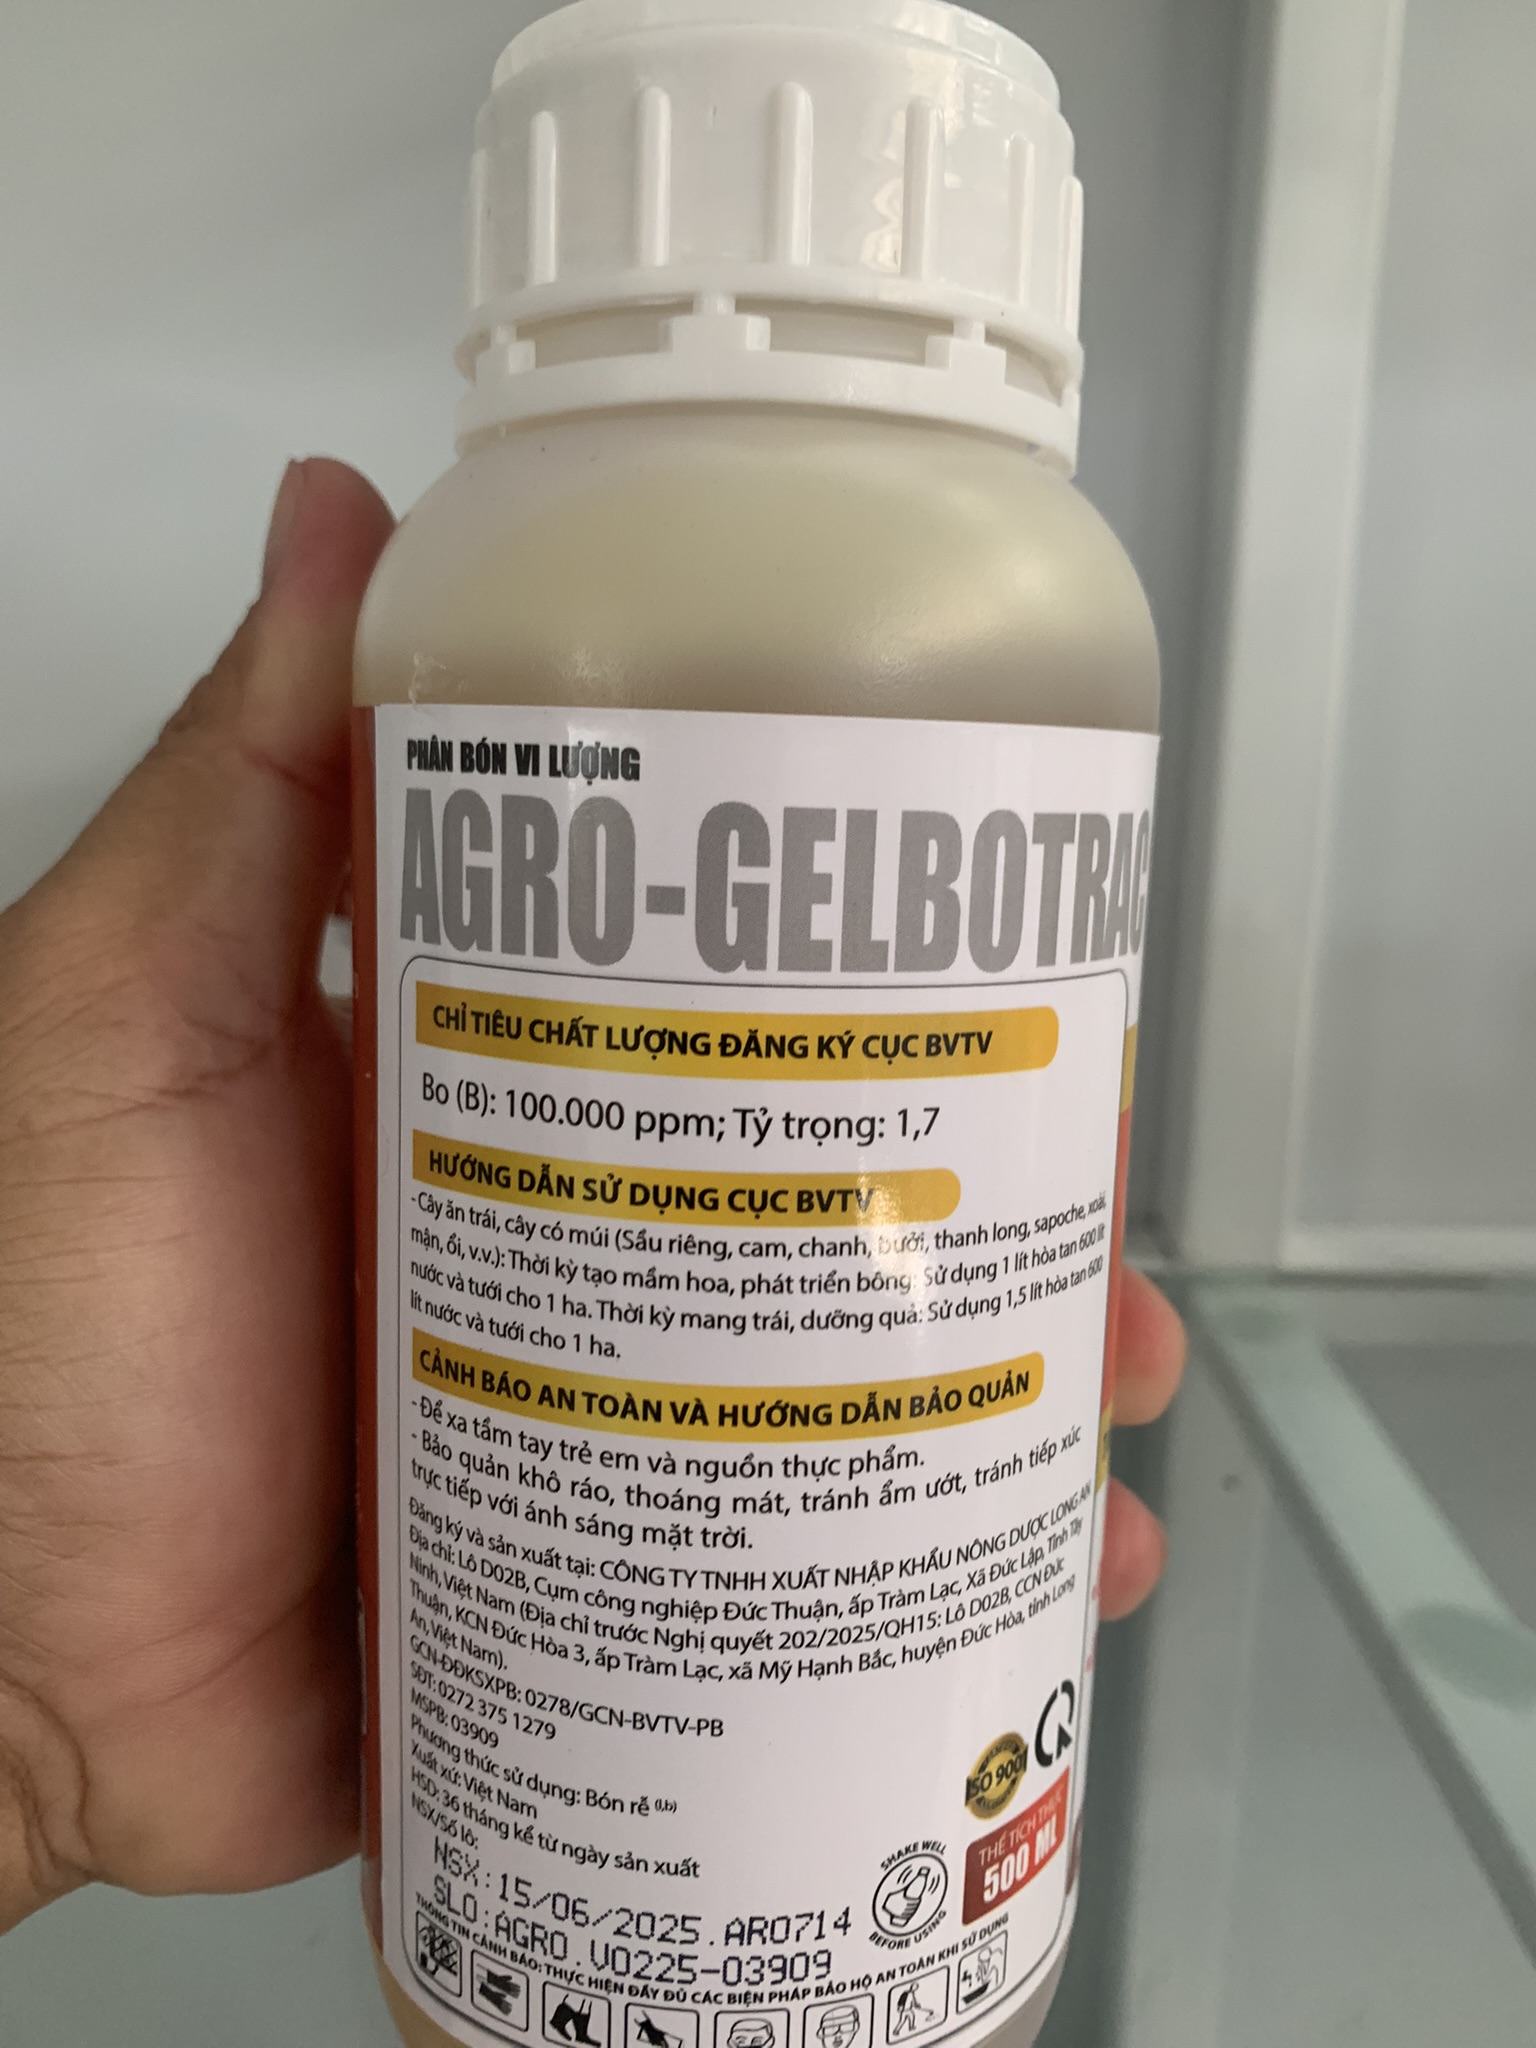 PHÂN BÓN VI LƯỢNG
AGRO-GELBOTRAC
CHỈ TIÊU CHẤT LƯỢNG ĐĂNG KÝ CỤC BVTV
Bo (B): 100.000 ppm; Tỷ trọng: 1,7
HƯỚNG DẪN SỬ DỤNG CỤC BVTV
- Cây ăn trái, cây có múi (Sầu riêng, cam, chanh, bưởi, thanh long, sapoche, xoài,
mận, ổi, v.v.): Thời kỳ tạo mầm hoa, phát triển bông: Sử dụng 1 lít hòa tan 600 lít
nước và tưới cho 1 ha. Thời kỳ mang trái, dưỡng quả: Sử dụng 1,5 lít hòa tan 600
lít nước và tưới cho 1 ha.
CẢNH BÁO AN TOÀN VÀ HƯỚNG DẪN BẢO QUẢN
- Để xa tầm tay trẻ em và nguồn thực phẩm.
- Bảo quản khô ráo, thoáng mát, tránh ẩm ướt, tránh tiếp xúc
trực tiếp với ánh sáng mặt trời.
Đăng ký và sản xuất tại: CÔNG TY TNHH XUẤT NHẬP KHẨU NÔNG DƯỢC LONG AN
Địa chỉ: Lô D02B, Cụm công nghiệp Đức Thuận, ấp Tràm Lạc, Xã Đức Lập, Tỉnh Tây
Ninh, Việt Nam (Địa chỉ trước Nghị quyết 202/2025/QH15: Lô D02B, CCN Đức
Thuận, KCN Đức Hòa 3, ấp Tràm Lạc, xã Mỹ Hạnh Bắc, huyện Đức Hòa, tỉnh Long
An, Việt Nam).
GCN-ĐĐKSXPB: 0278/GCN-BVTV-PB
SĐT: 0272 375 1279
MSPB: 03909
Phương thức sử dụng: Bón rễ (l,b)
Xuất xứ: Việt Nam
HSD: 36 tháng kể từ ngày sản xuất
NSX/Số lô:
NSX: 15/06/2025.AR0714
SLO: AGRO.V0225-03909
ISO 9001
THỂ TÍCH THỰC
500 ML
SHAKE WELL
BEFORE USING
THÔNG TIN CẢNH BÁO: THỰC HIỆN ĐẦY ĐỦ CÁC BIỆN PHÁP BẢO HỘ AN TOÀN KHI SỬ DỤNG